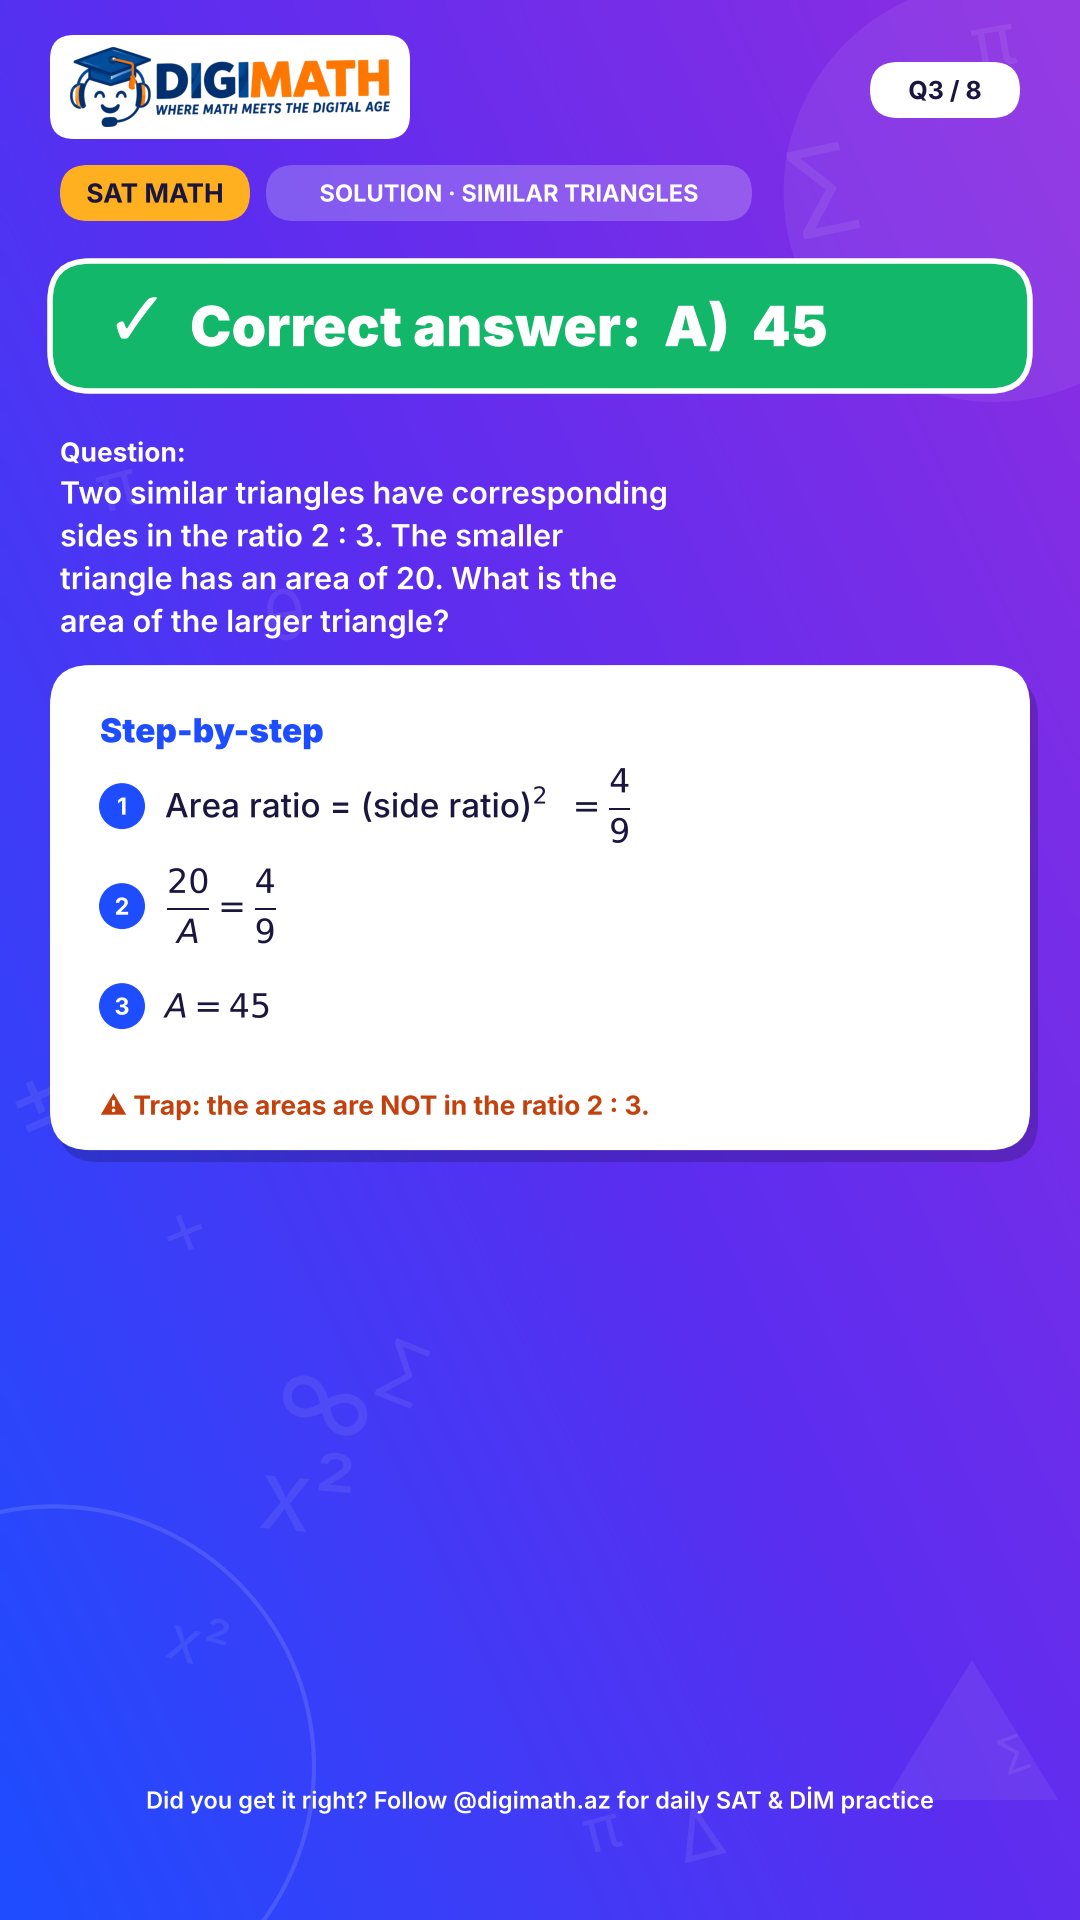 DIGIMATH
WHERE MATH MEETS THE DIGITAL AGE
Q3 / 8
SAT MATH
SOLUTION · SIMILAR TRIANGLES
✓ Correct answer: A) 45
Question:
Two similar triangles have corresponding
sides in the ratio 2 : 3. The smaller
triangle has an area of 20. What is the
area of the larger triangle?
Step-by-step
1 Area ratio = (side ratio)² = 4/9
2 20/A = 4/9
3 A = 45
⚠ Trap: the areas are NOT in the ratio 2 : 3.
Did you get it right? Follow @digimath.az for daily SAT & DİM practice
π
Σ
π
θ
±
+
∞
Σ
x²
x²
Σ
π
Δ